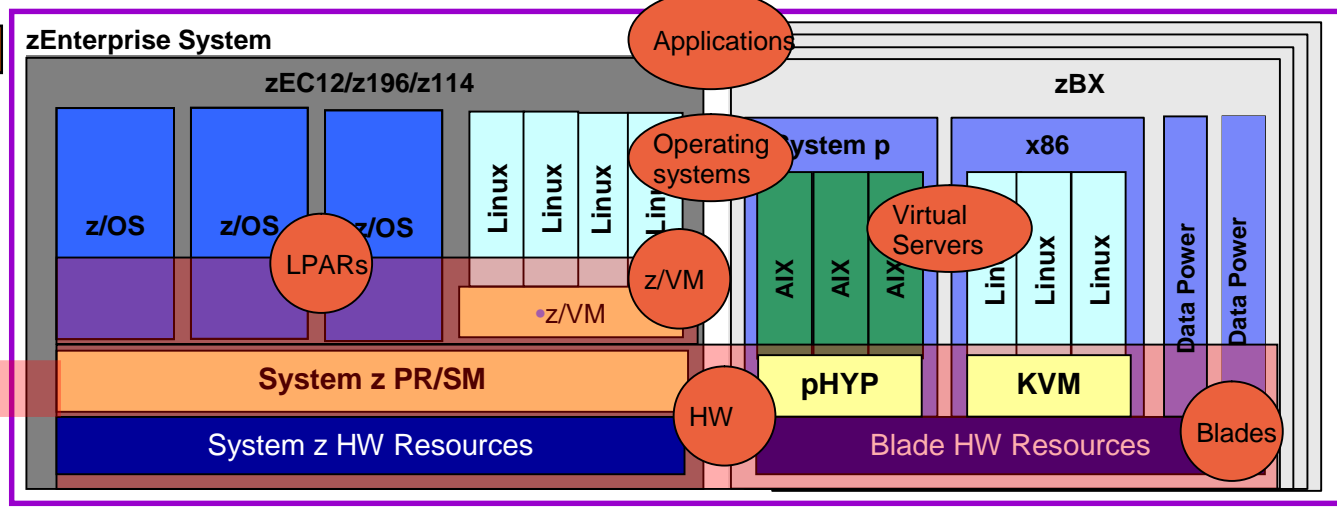 zEnterprise System
Applications
zEC12/z196/z114
zBX
Operating
systems
System p
x86
z/OS
z/OS
z/OS
Linux
Linux
Linux
Linux
AIX
AIX
AIX
Virtual
Servers
Linux
Linux
Linux
Data Power
Data Power
LPARs
z/VM
•z/VM
System z PR/SM
pHYP
KVM
HW
System z HW Resources
Blade HW Resources
Blades